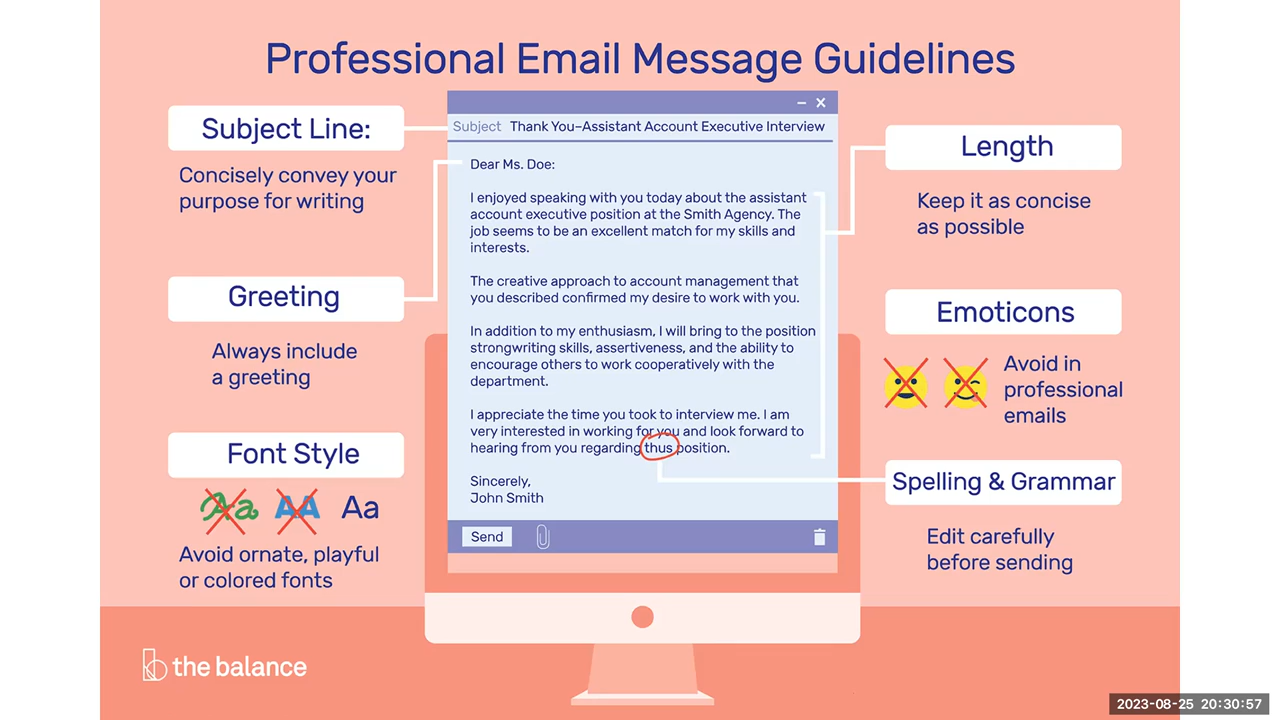 Professional Email Message Guidelines
Subject Line:
Concisely convey your
purpose for writing
Greeting
Always include
a greeting
Font Style
Aa AA Aa
Avoid ornate, playful
or colored fonts
Subject Thank You–Assistant Account Executive Interview
Dear Ms. Doe:
I enjoyed speaking with you today about the assistant
account executive position at the Smith Agency. The
job seems to be an excellent match for my skills and
interests.
The creative approach to account management that
you described confirmed my desire to work with you.
In addition to my enthusiasm, I will bring to the position
strongwriting skills, assertiveness, and the ability to
encourage others to work cooperatively with the
department.
I appreciate the time you took to interview me. I am
very interested in working for you and look forward to
hearing from you regarding thus position.
Sincerely,
John Smith
Send
Length
Keep it as concise
as possible
Emoticons
Avoid in
professional
emails
Spelling & Grammar
Edit carefully
before sending
the balance
2023-08-25 20:30:57